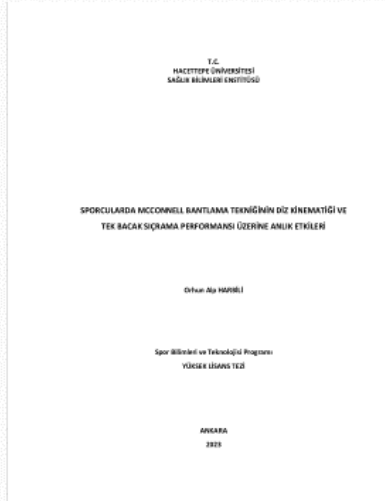 T.C.
HACETTEPE ÜNİVERSİTESİ
SAĞLIK BİLİMLERİ ENSTİTÜSÜ
SPORCULARDA MCCONNELL BANTLAMA TEKNİĞİNİN DİZ KİNEMATİĞİ VE
TEK BACAK SIÇRAMA PERFORMANSI ÜZERİNE ANLIK ETKİLERİ
Orhun Alp HARBİLİ
Spor Bilimleri ve Teknolojisi Programı
YÜKSEK LİSANS TEZİ
ANKARA
2023